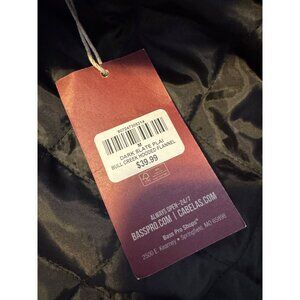 M
DARK SLATE PLAI
BULL CREEK HOODED FLANNEL
$39.99
FSC
ALWAYS OPEN-24/7
BASSPRO.COM | CABELAS.COM
Bass Pro Shops®
2500 E. Kearney • Springfield, MO 65898